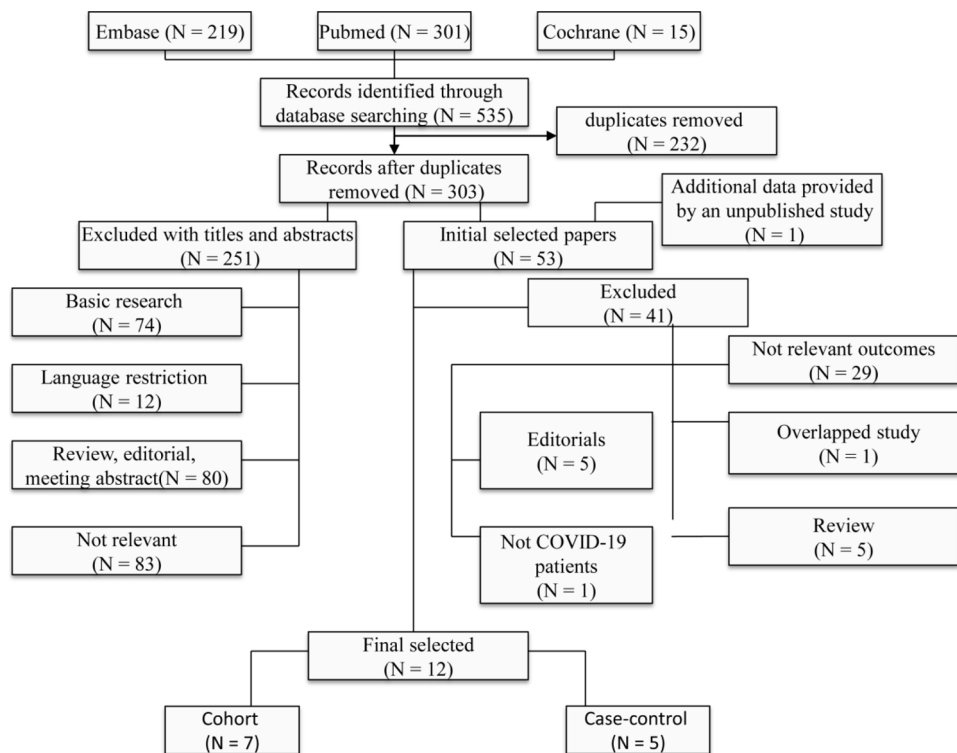 Embase (N = 219)
Pubmed (N = 301)
Cochrane (N = 15)
Records identified through
database searching (N = 535)
duplicates removed
(N = 232)
Records after duplicates
removed (N = 303)
Additional data provided
by an unpublished study
(N = 1)
Excluded with titles and abstracts
(N = 251)
Initial selected papers
(N = 53)
Basic research
(N = 74)
Language restriction
(N = 12)
Review, editorial,
meeting abstract(N = 80)
Not relevant
(N = 83)
Excluded
(N = 41)
Not relevant outcomes
(N = 29)
Editorials
(N = 5)
Overlapped study
(N = 1)
Not COVID-19
patients
(N = 1)
Review
(N = 5)
Final selected
(N = 12)
Cohort
(N = 7)
Case-control
(N = 5)